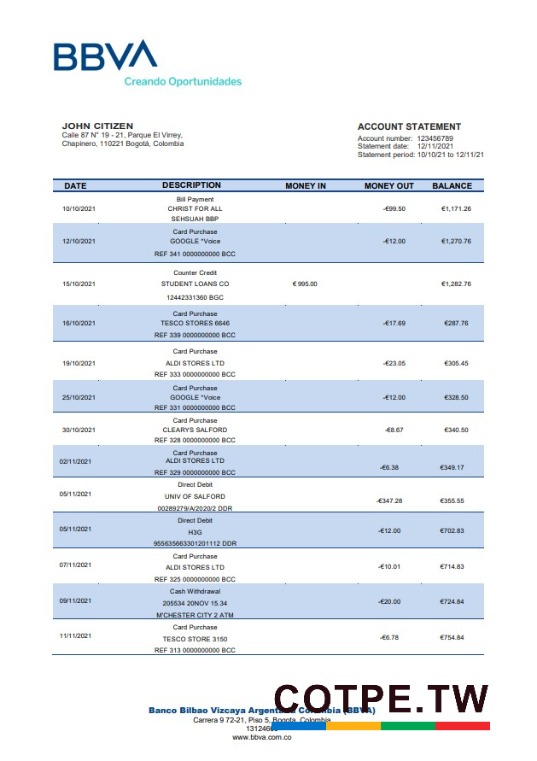 BBVA
Creando Oportunidades
JOHN CITIZEN
Calle 87 N° 19 - 21, Parque El Virrey,
Chapinero, 110221 Bogotá, Colombia
ACCOUNT STATEMENT
Account number: 123456789
Statement date: 12/11/2021
Statement period: 10/10/21 to 12/11/21
DATE DESCRIPTION MONEY IN MONEY OUT BALANCE
Bill Payment
10/10/2021 CHRIST FOR ALL -€99.50 €1,171.26
SEHSUAH BBP
Card Purchase
12/10/2021 GOOGLE *Voice -€12.00 €1,270.76
REF 341 0000000000 BCC
Counter Credit
15/10/2021 STUDENT LOANS CO € 995.00 €1,282.76
12442331360 BGC
Card Purchase
16/10/2021 TESCO STORES 6646 -€17.69 €287.76
REF 339 0000000000 BCC
Card Purchase
19/10/2021 ALDI STORES LTD -€23.05 €305.45
REF 333 0000000000 BCC
Card Purchase
25/10/2021 GOOGLE *Voice -€12.00 €328.50
REF 331 0000000000 BCC
Card Purchase
30/10/2021 CLEARYS SALFORD -€8.67 €340.50
REF 328 0000000000 BCC
Card Purchase
02/11/2021 ALDI STORES LTD -€6.38 €349.17
REF 329 0000000000 BCC
Direct Debit
05/11/2021 UNIV OF SALFORD -€347.28 €355.55
00289279/A/2020/2 DDR
Direct Debit
05/11/2021 H3G -€12.00 €702.83
955635663301201112 DDR
Card Purchase
07/11/2021 ALDI STORES LTD -€10.01 €714.83
REF 325 0000000000 BCC
Cash Withdrawal
09/11/2021 205534 20NOV 15.34 -€20.00 €724.84
M'CHESTER CITY 2 ATM
Card Purchase
11/11/2021 TESCO STORE 3150 -€6.78 €754.84
REF 313 0000000000 BCC
COTPE.TW
Banco Bilbao Vizcaya Argentaria Colombia (BBVA)
Carrera 9 72-21, Piso 5, Bogota, Colombia
www.bbva.com.co